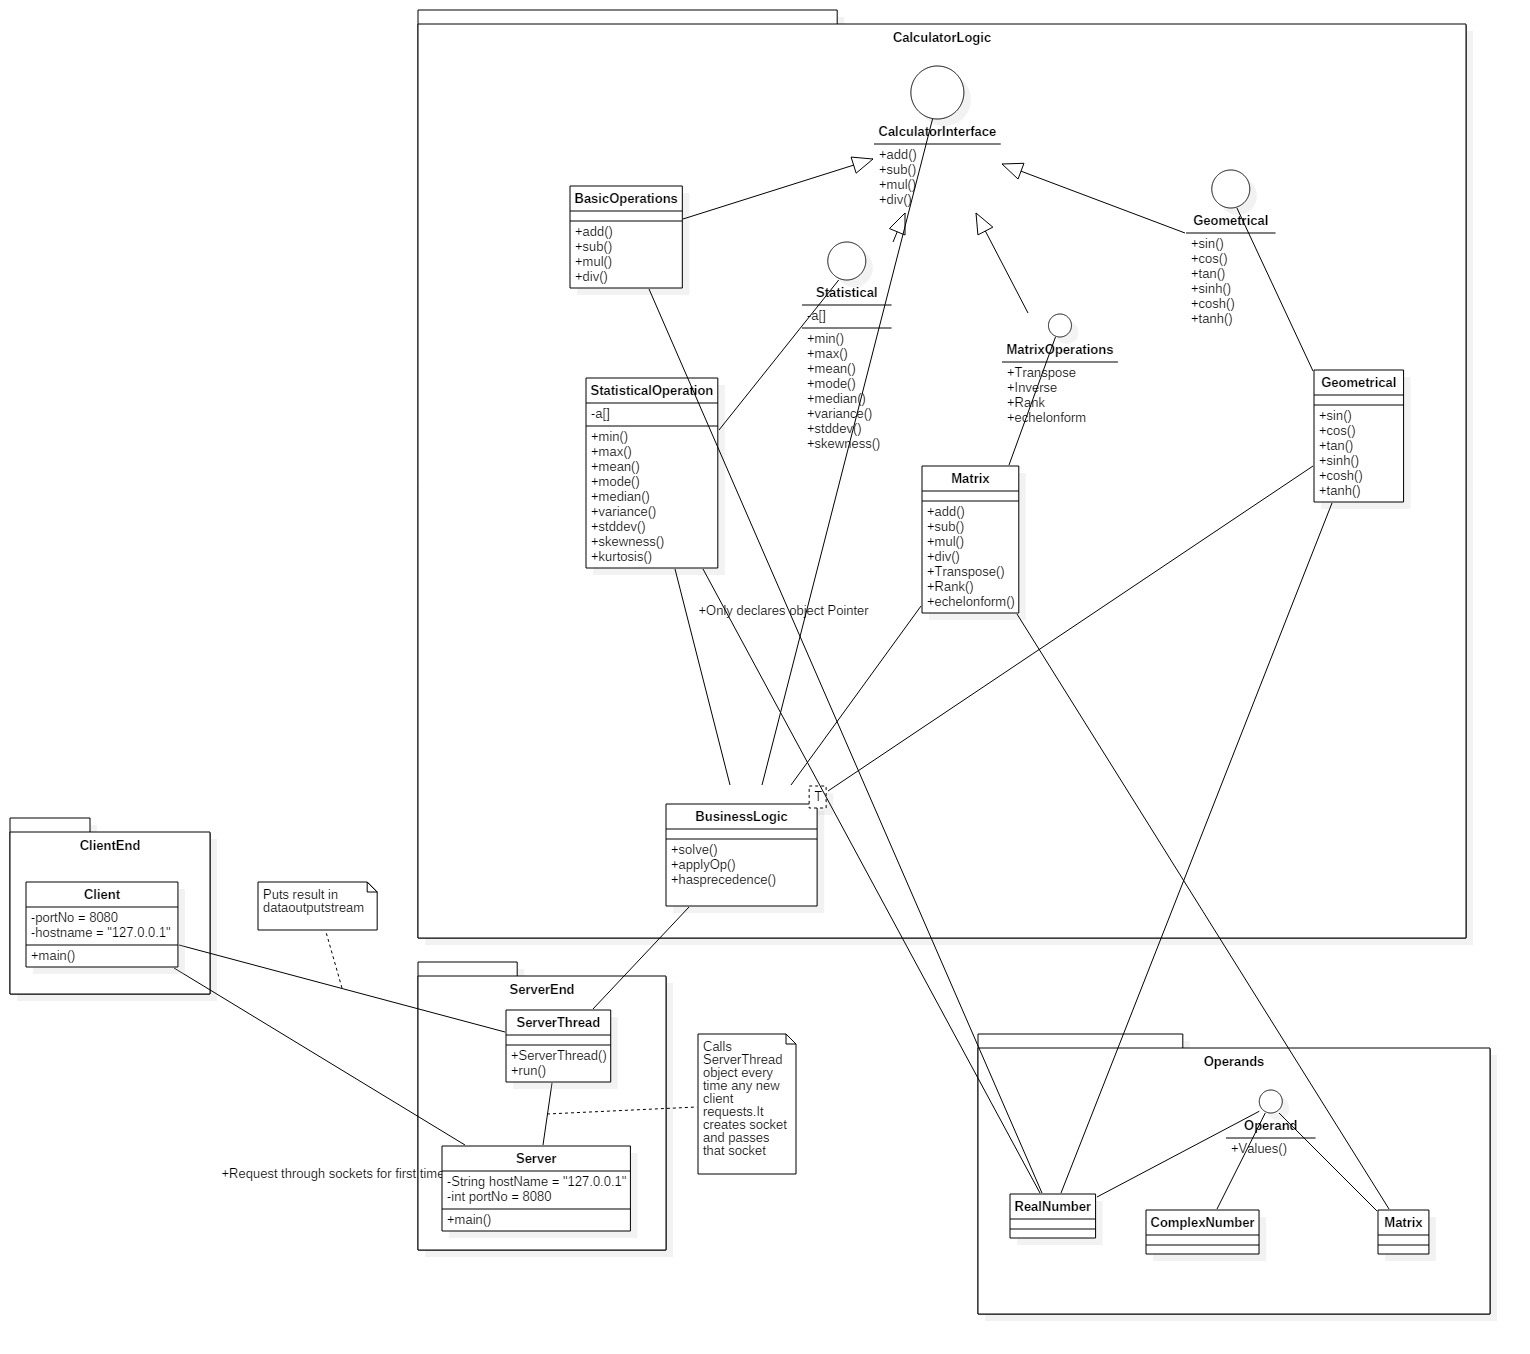 CalculatorLogic
CalculatorInterface
+add()
+sub()
+mul()
+div()
BasicOperations
+add()
+sub()
+mul()
+div()
Geometrical
+sin()
+cos()
+tan()
+sinh()
+cosh()
+tanh()
Statistical
-a[]
+min()
+max()
+mean()
+mode()
+median()
+variance()
+stddev()
+skewness()
MatrixOperations
+Transpose
+Inverse
+Rank
+echelonform
StatisticalOperation
-a[]
+min()
+max()
+mean()
+mode()
+median()
+variance()
+stddev()
+skewness()
+kurtosis()
Geometrical
+sin()
+cos()
+tan()
+sinh()
+cosh()
+tanh()
Matrix
+add()
+sub()
+mul()
+div()
+Transpose()
+Rank()
+echelonform()
+Only declares object Pointer
T
BusinessLogic
+solve()
+applyOp()
+hasprecedence()
ClientEnd
Client
-portNo = 8080
-hostname = "127.0.0.1"
+main()
Puts result in
dataoutputstream
ServerEnd
ServerThread
+ServerThread()
+run()
Calls
ServerThread
object every
time any new
client
requests.It
creates socket
and passes
that socket
+Request through sockets for first time
Server
-String hostName = "127.0.0.1"
-int portNo = 8080
+main()
Operands
Operand
+Values()
RealNumber
ComplexNumber
Matrix